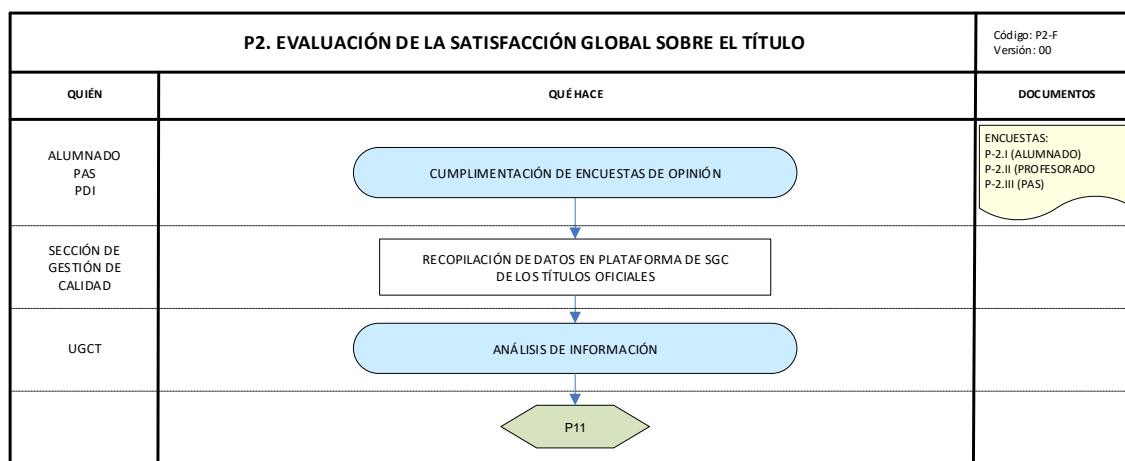 P2. EVALUACIÓN DE LA SATISFACCIÓN GLOBAL SOBRE EL TÍTULO
Código: P2-F
Versión: 00
QUIÉN
QUÉ HACE
DOCUMENTOS
ALUMNADO
PAS
PDI
CUMPLIMENTACIÓN DE ENCUESTAS DE OPINIÓN
ENCUESTAS:
P-2.I (ALUMNADO)
P-2.II (PROFESORADO
P-2.III (PAS)
SECCIÓN DE
GESTIÓN DE
CALIDAD
RECOPILACIÓN DE DATOS EN PLATAFORMA DE SGC
DE LOS TÍTULOS OFICIALES
UGCT
ANÁLISIS DE INFORMACIÓN
P11